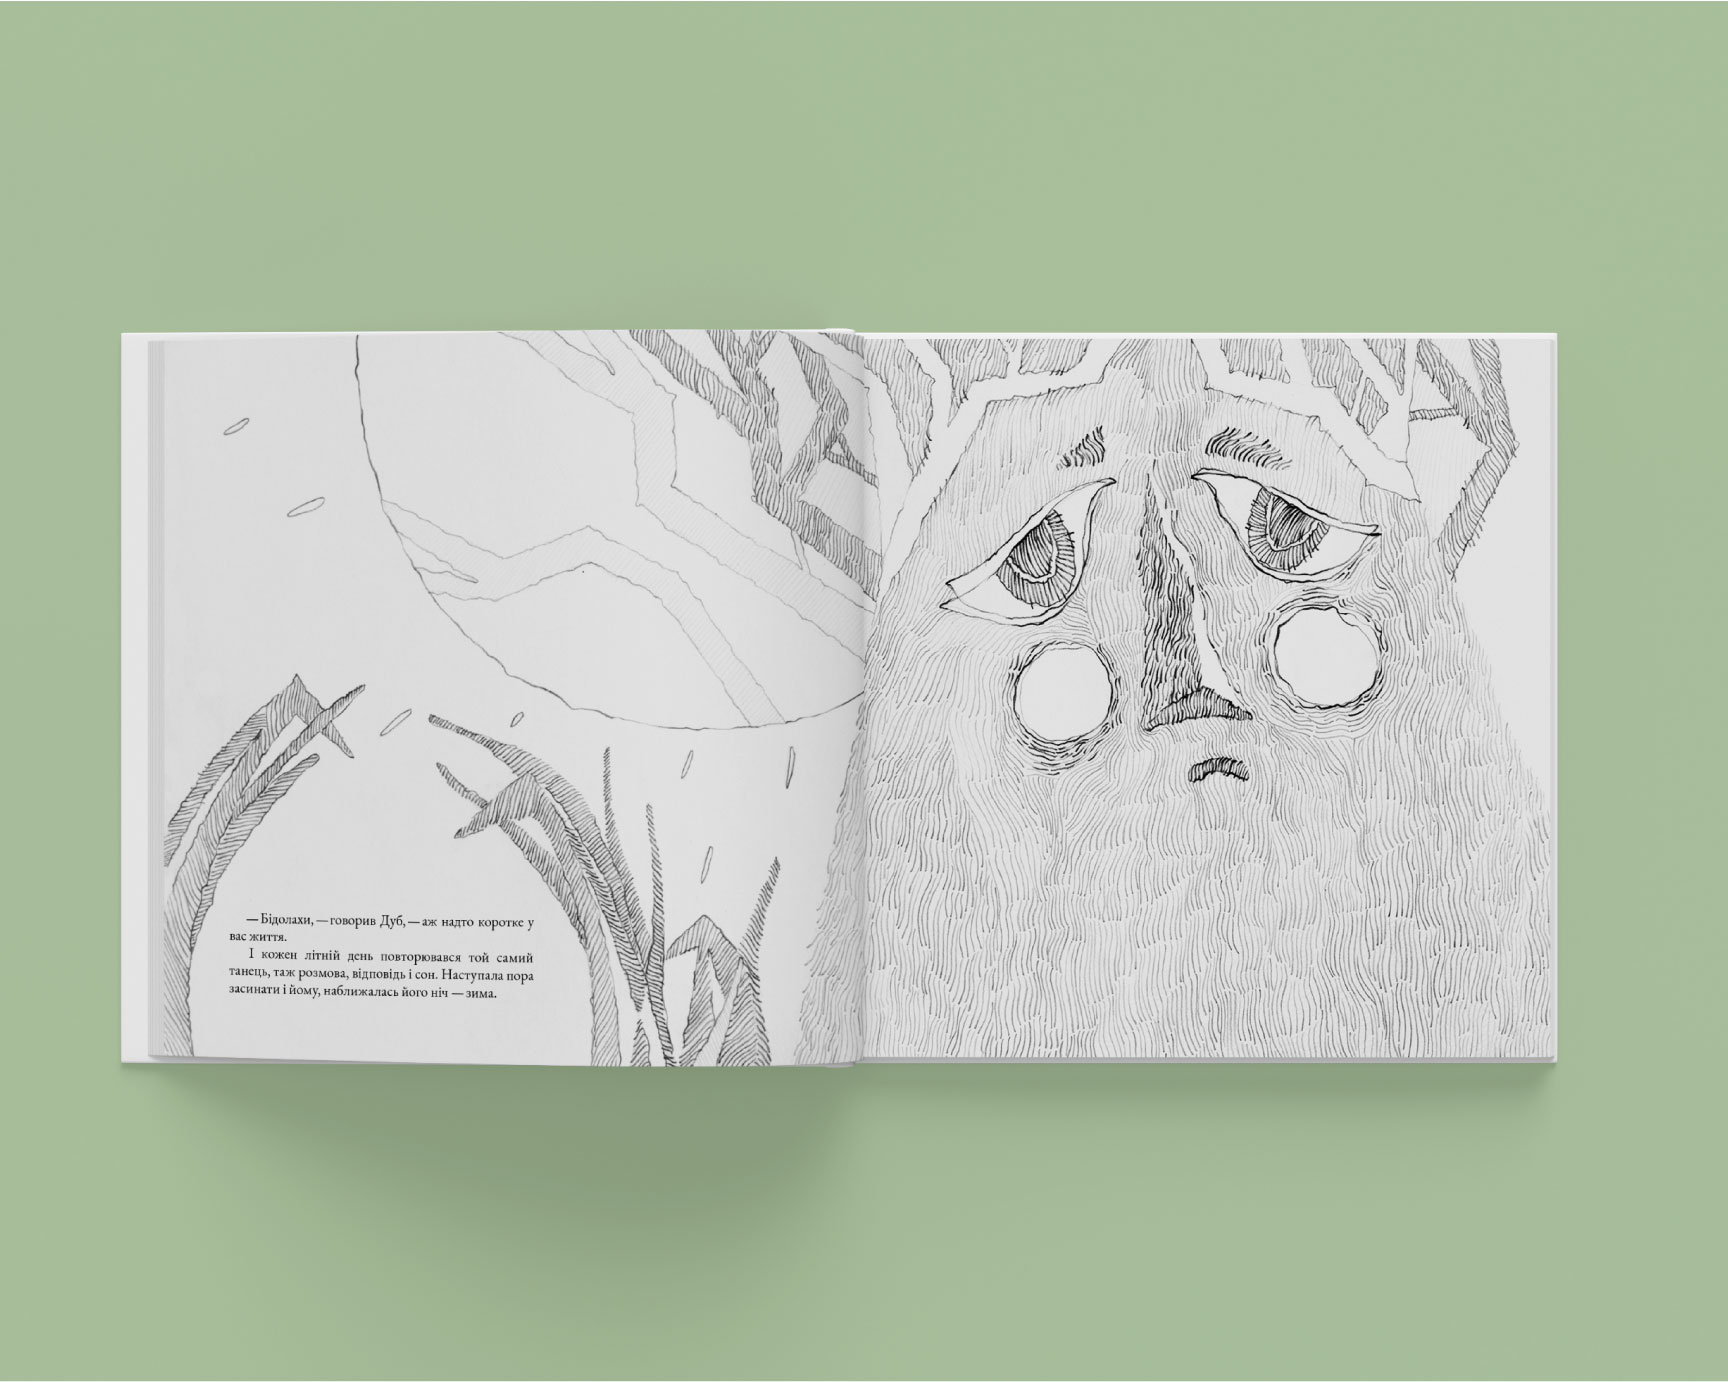 — Бідолахи, — говорив Дуб, — аж надто коротке у
вас життя.
І кожен літній день повторювався той самий
танець, таж розмова, відповідь і сон. Наступала пора
засинати і йому, наближалась його ніч — зима.